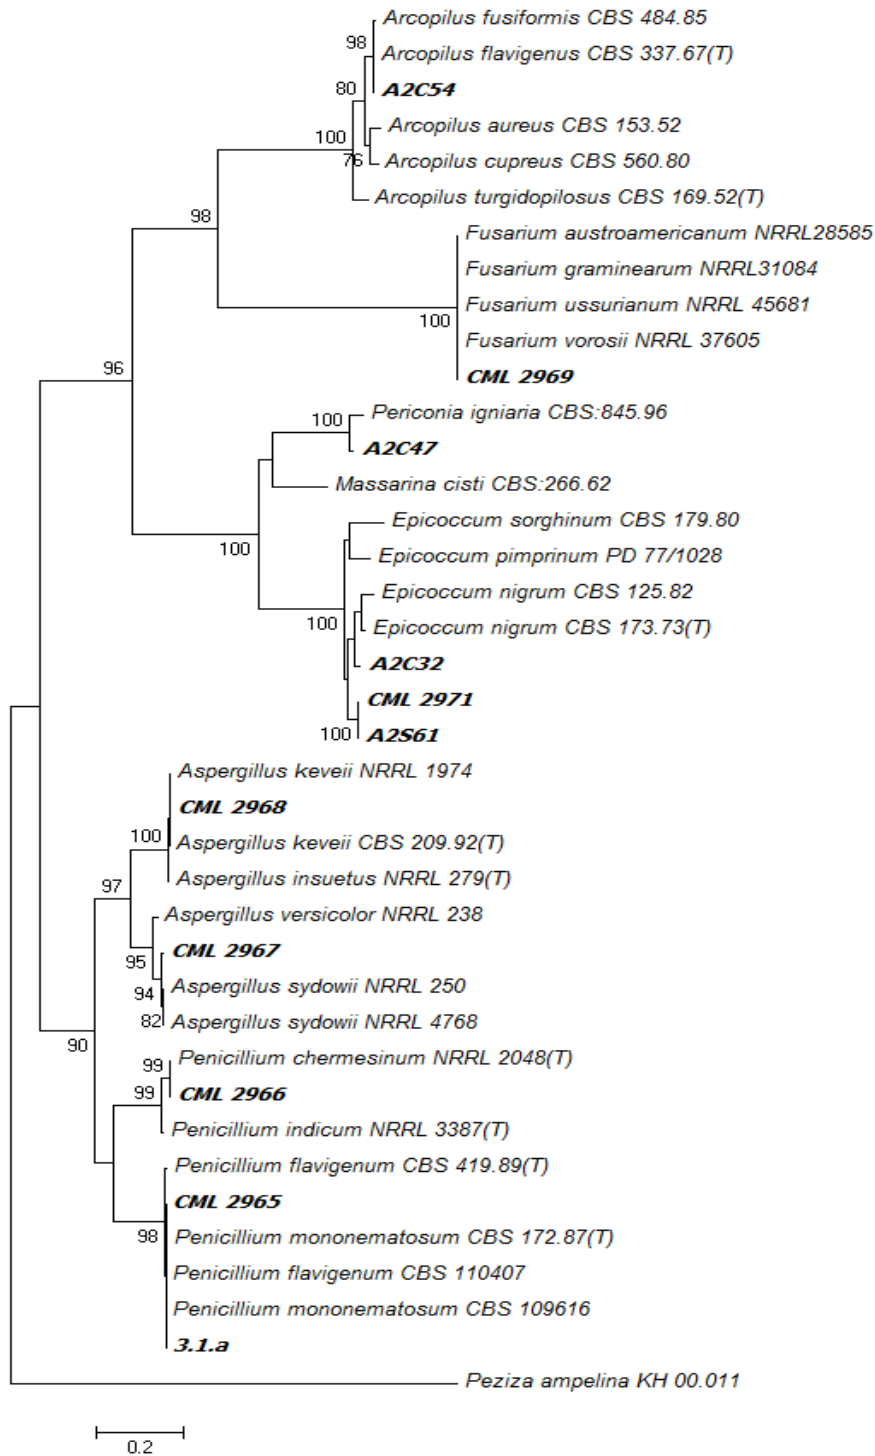 Arcopilus fusiformis CBS 484.85
98
Arcopilus flavigenus CBS 337.67(T)
80
A2C54
Arcopilus aureus CBS 153.52
100
76
Arcopilus cupreus CBS 560.80
Arcopilus turgidopilosus CBS 169.52(T)
98
Fusarium austroamericanum NRRL28585
Fusarium graminearum NRRL31084
Fusarium ussurianum NRRL 45681
100
Fusarium vorosii NRRL 37605
96
CML 2969
Periconia igniaria CBS:845.96
100
A2C47
Massarina cisti CBS:266.62
Epicoccum sorghinum CBS 179.80
100
Epicoccum pimprinum PD 77/1028
Epicoccum nigrum CBS 125.82
100
Epicoccum nigrum CBS 173.73(T)
A2C32
CML 2971
100
A2S61
Aspergillus keveii NRRL 1974
CML 2968
100
Aspergillus keveii CBS 209.92(T)
Aspergillus insuetus NRRL 279(T)
97
Aspergillus versicolor NRRL 238
CML 2967
95
Aspergillus sydowii NRRL 250
94
Aspergillus sydowii NRRL 4768
82
90
Penicillium chermesinum NRRL 2048(T)
99
CML 2966
99
Penicillium indicum NRRL 3387(T)
Penicillium flavigenum CBS 419.89(T)
CML 2965
98
Penicillium mononematosum CBS 172.87(T)
Penicillium flavigenum CBS 110407
Penicillium mononematosum CBS 109616
3.1.a
Peziza ampelina KH 00.011
0.2